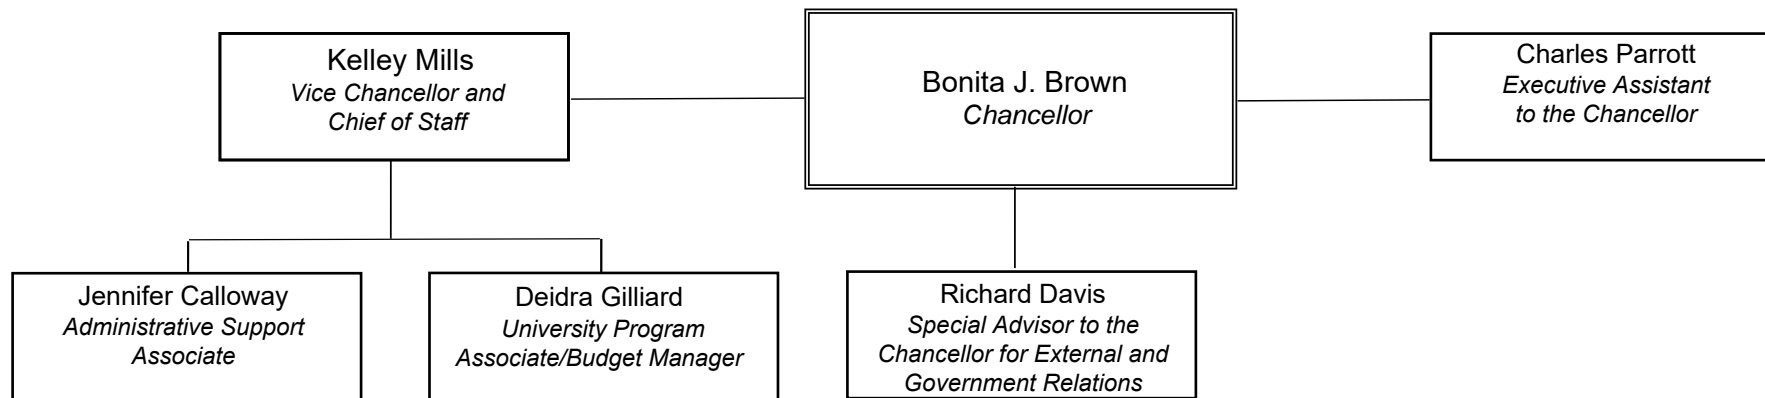 Kelley Mills
Vice Chancellor and
Chief of Staff
Bonita J. Brown
Chancellor
Charles Parrott
Executive Assistant
to the Chancellor
Jennifer Calloway
Administrative Support
Associate
Deidra Gilliard
University Program
Associate/Budget Manager
Richard Davis
Special Advisor to the
Chancellor for External and
Government Relations